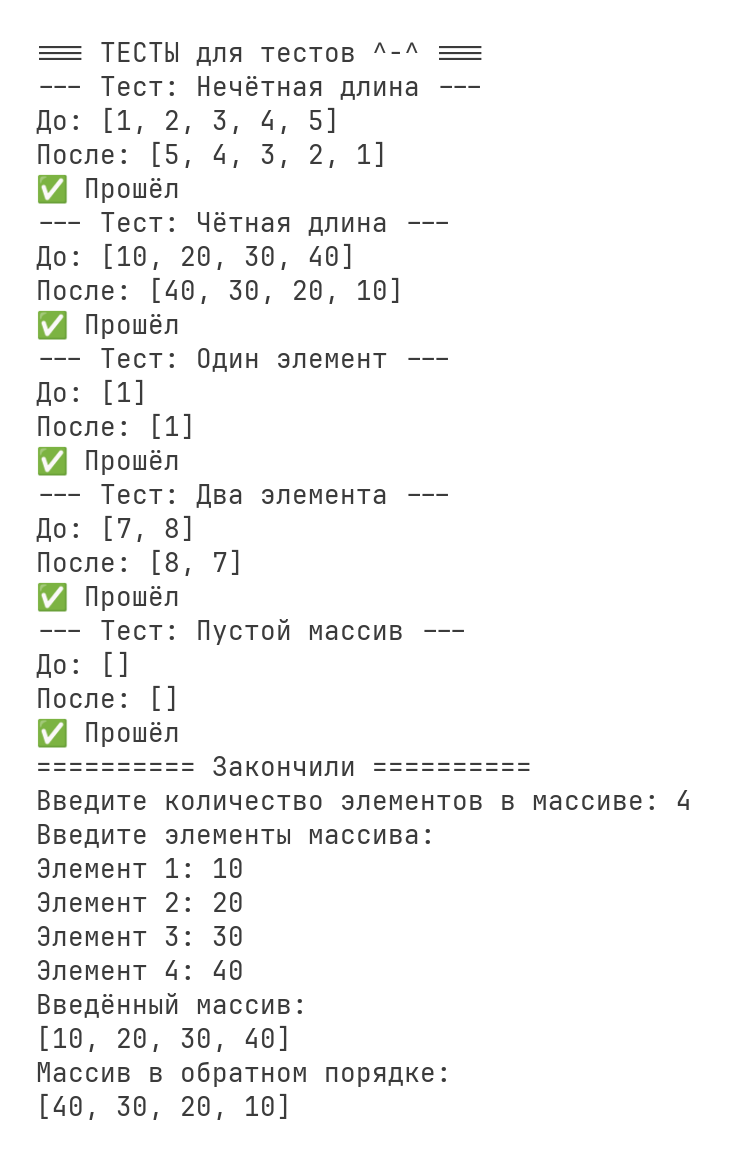 === ТЕСТЫ для тестов ^-^ ===
--- Тест: Нечётная длина ---
До: [1, 2, 3, 4, 5]
После: [5, 4, 3, 2, 1]
✅ Прошёл
--- Тест: Чётная длина ---
До: [10, 20, 30, 40]
После: [40, 30, 20, 10]
✅ Прошёл
--- Тест: Один элемент ---
До: [1]
После: [1]
✅ Прошёл
--- Тест: Два элемента ---
До: [7, 8]
После: [8, 7]
✅ Прошёл
--- Тест: Пустой массив ---
До: []
После: []
✅ Прошёл
========== Закончили ==========
Введите количество элементов в массиве: 4
Введите элементы массива:
Элемент 1: 10
Элемент 2: 20
Элемент 3: 30
Элемент 4: 40
Введённый массив:
[10, 20, 30, 40]
Массив в обратном порядке:
[40, 30, 20, 10]